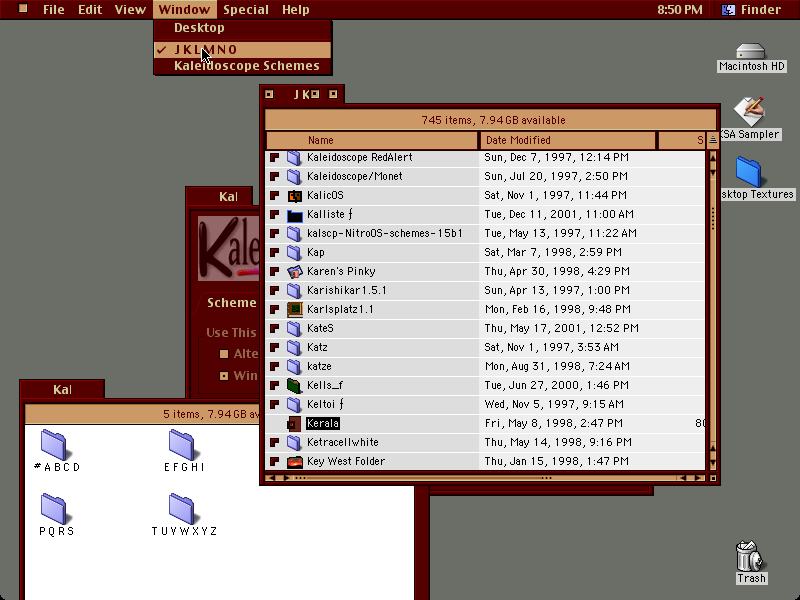 File Edit View Window Special Help 8:50 PM Finder
Desktop
✓ J K L M N O
Kaleidoscope Schemes
Macintosh HD
KSA Sampler
sktop Textures
Trash
J K
745 items, 7.94 GB available
Name Date Modified S
Kaleidoscope RedAlert Sun, Dec 7, 1997, 12:14 PM
Kaleidoscope/Monet Sun, Jul 20, 1997, 2:50 PM
KalicOS Sat, Nov 1, 1997, 11:44 PM
Kalliste ƒ Tue, Dec 11, 2001, 11:00 AM
kalscp-NitroOS-schemes-15b1 Tue, May 13, 1997, 11:22 AM
Kap Sat, Mar 7, 1998, 2:59 PM
Karen's Pinky Thu, Apr 30, 1998, 4:29 PM
Karishikar1.5.1 Sun, Apr 13, 1997, 1:00 PM
Karlsplatz1.1 Mon, Feb 16, 1998, 9:48 PM
KateS Thu, May 17, 2001, 12:52 PM
Katz Sat, Nov 1, 1997, 3:53 AM
katze Mon, Aug 31, 1998, 7:24 AM
Kells_f Tue, Jun 27, 2000, 1:46 PM
Keltoi ƒ Wed, Nov 5, 1997, 9:15 AM
Kerala Fri, May 8, 1998, 2:47 PM 80
Ketracellwhite Thu, May 14, 1998, 9:16 PM
Key West Folder Thu, Jan 15, 1998, 1:47 PM
Kal
Kale
Scheme
Use This
Alte
Win
Kal
5 items, 7.94 GB av
#ABCD EFGHI
PQRS TUVWXYZ